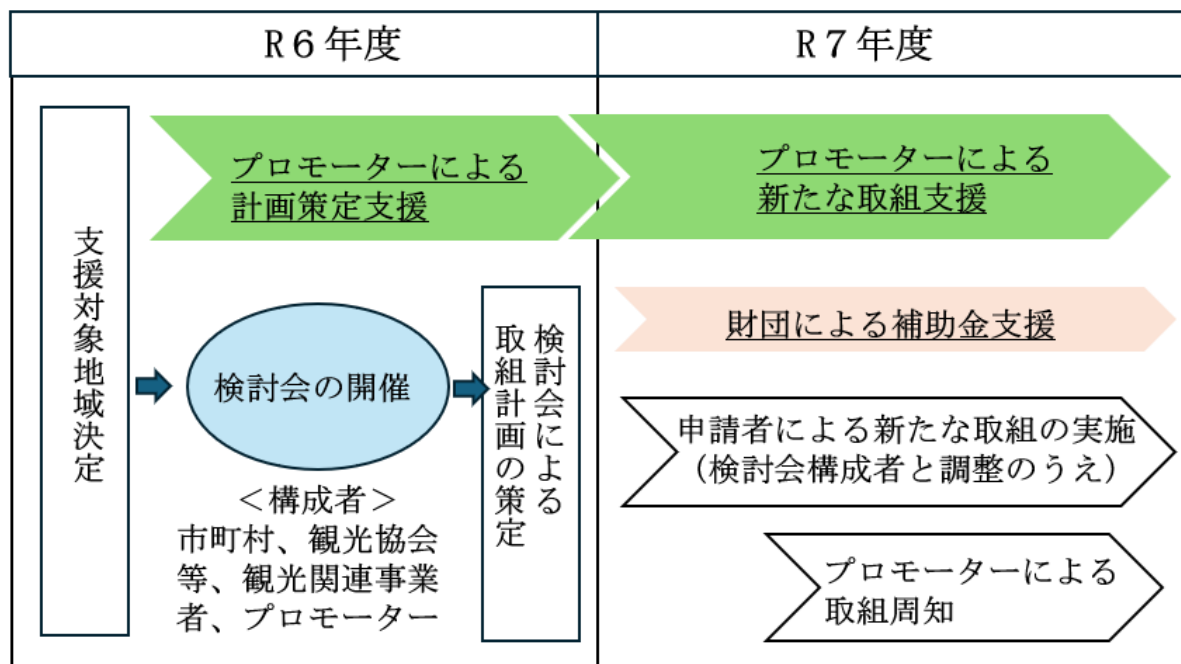 R6年度
R7年度
支援対象地域決定
プロモーターによる
計画策定支援
検討会の開催
＜構成者＞
市町村、観光協会
等、観光関連事業
者、プロモーター
検討会による
取組計画の策定
プロモーターによる
新たな取組支援
財団による補助金支援
申請者による新たな取組の実施
（検討会構成者と調整のうえ）
プロモーターによる
取組周知